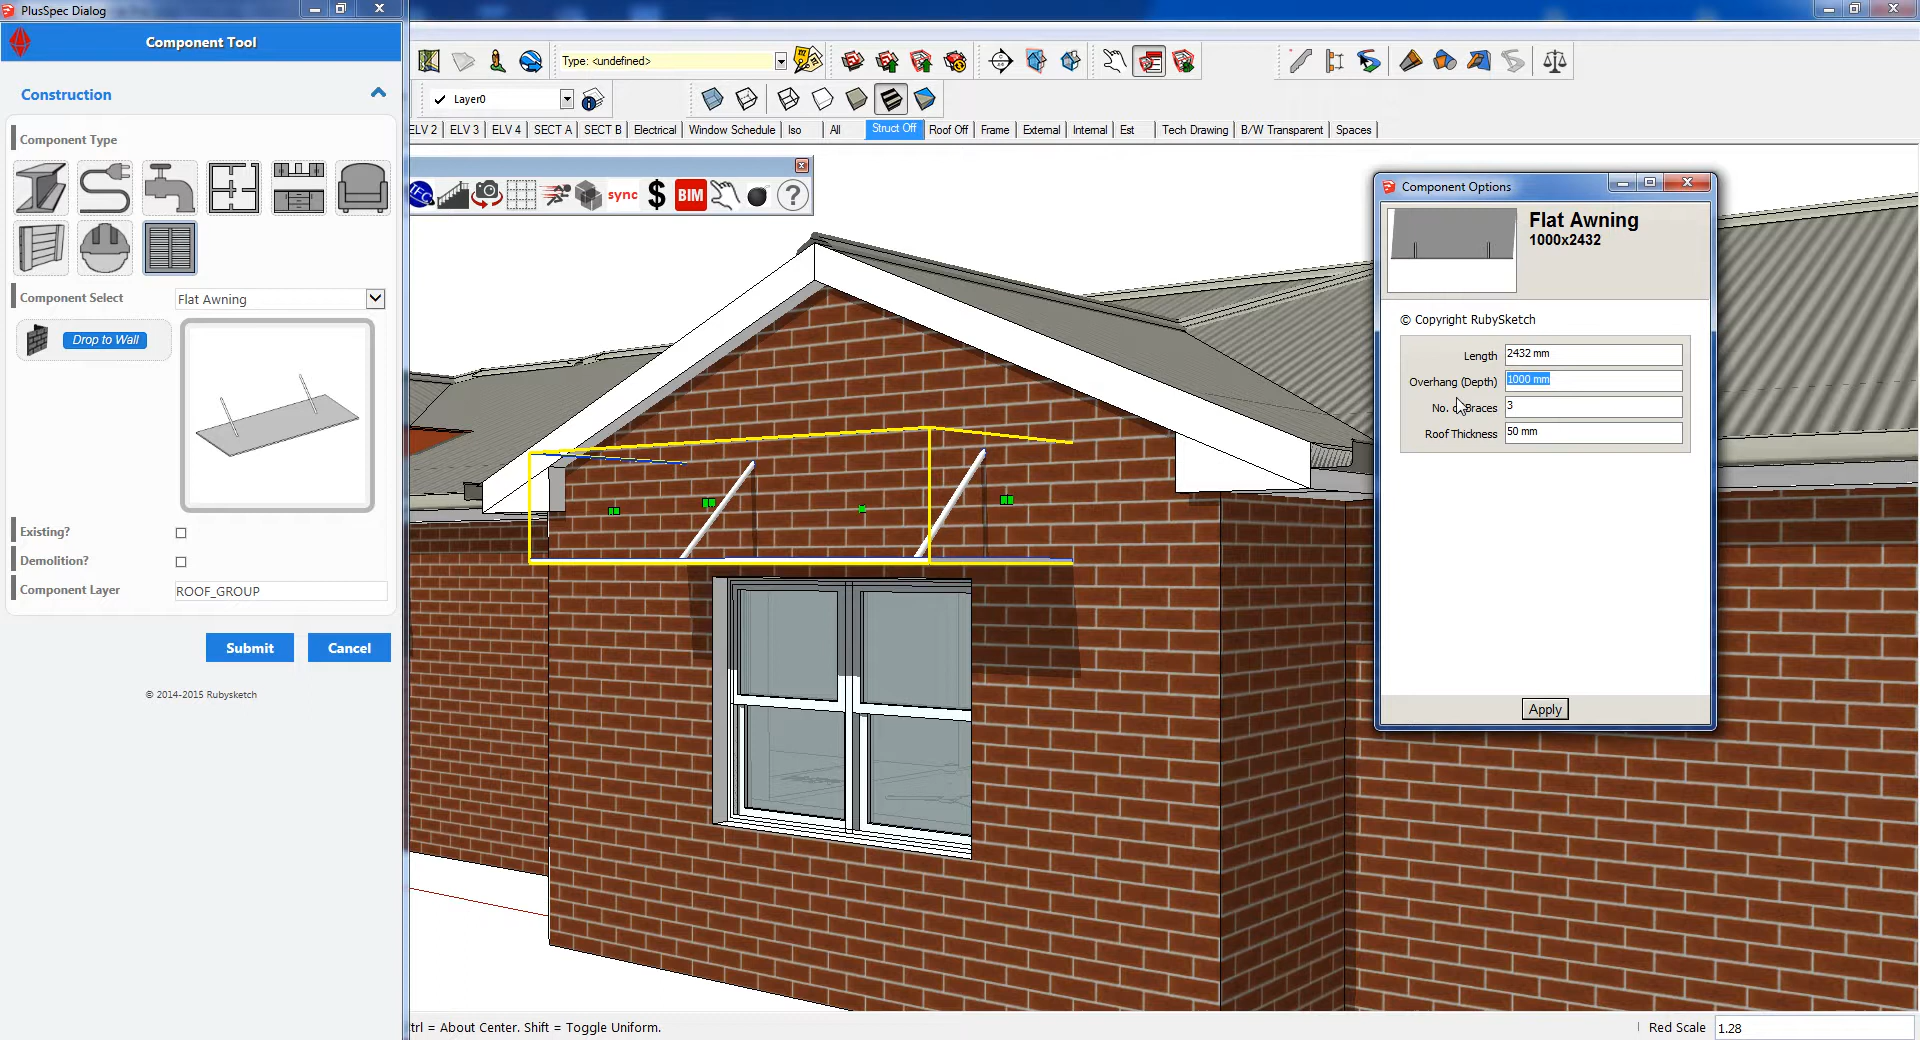 PlusSpec Dialog
Component Tool
Construction
Component Type
Component Select
Flat Awning
Drop to Wall
Existing?
Demolition?
Component Layer
ROOF_GROUP
Submit
Cancel
© 2014-2015 Rubysketch
Type: <undefined>
Layer0
ELV 2 ELV 3 ELV 4 SECT A SECT B Electrical Window Schedule Iso All Struct Off Roof Off Frame External Internal Est Tech Drawing B/W Transparent Spaces
IFC sync $ BIM ?
Component Options
Flat Awning
1000x2432
© Copyright RubySketch
Length 2432 mm
Overhang (Depth) 1000 mm
No. of Braces 3
Roof Thickness 50 mm
Apply
trl = About Center. Shift = Toggle Uniform.
Red Scale 1.28